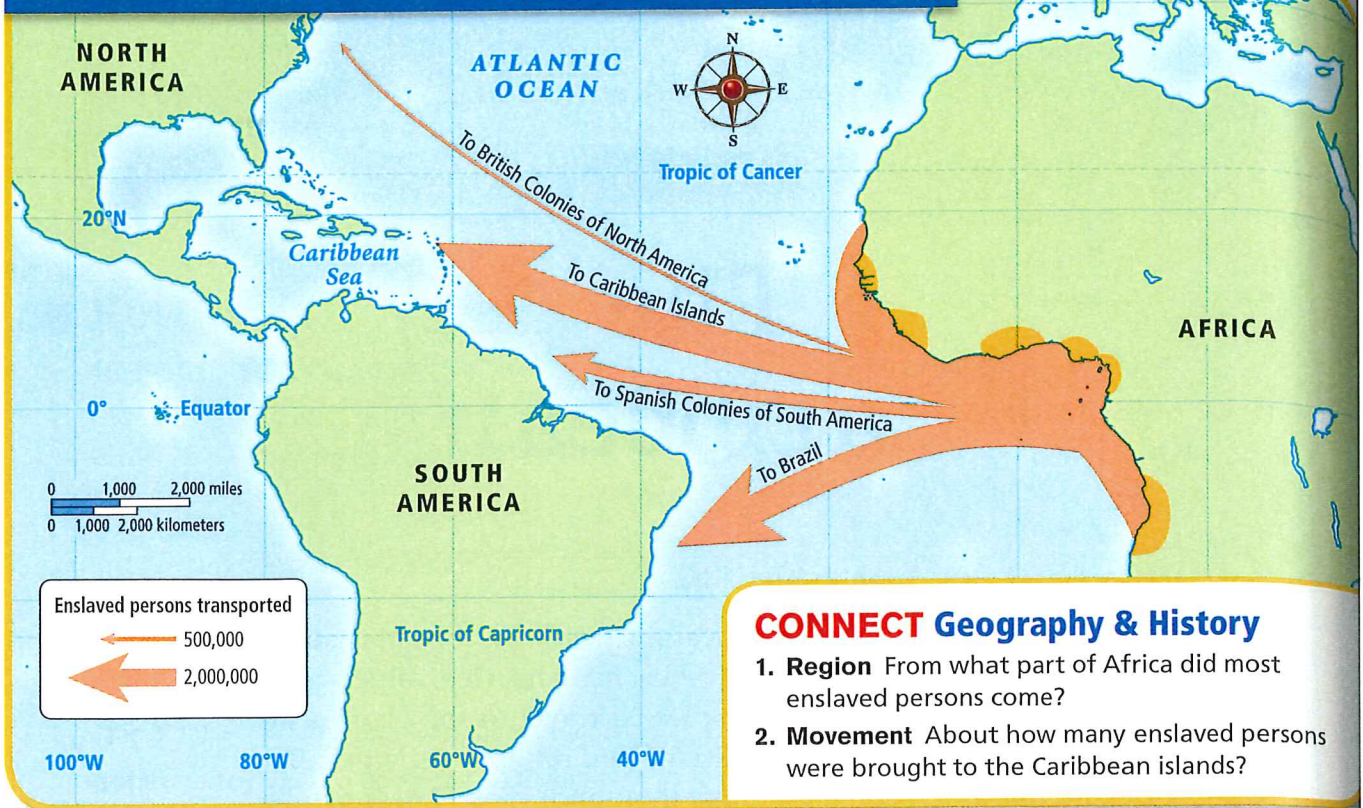 NORTH
AMERICA
ATLANTIC
OCEAN
N
W
E
S
Tropic of Cancer
To British Colonies of North America
20°N
Caribbean
Sea
To Caribbean Islands
AFRICA
To Spanish Colonies of South America
0°
Equator
To Brazil
SOUTH
AMERICA
0 1,000 2,000 miles
0 1,000 2,000 kilometers
Enslaved persons transported
500,000
2,000,000
Tropic of Capricorn
100°W
80°W
60°W
40°W
CONNECT Geography & History
1. Region From what part of Africa did most
enslaved persons come?
2. Movement About how many enslaved persons
were brought to the Caribbean islands?